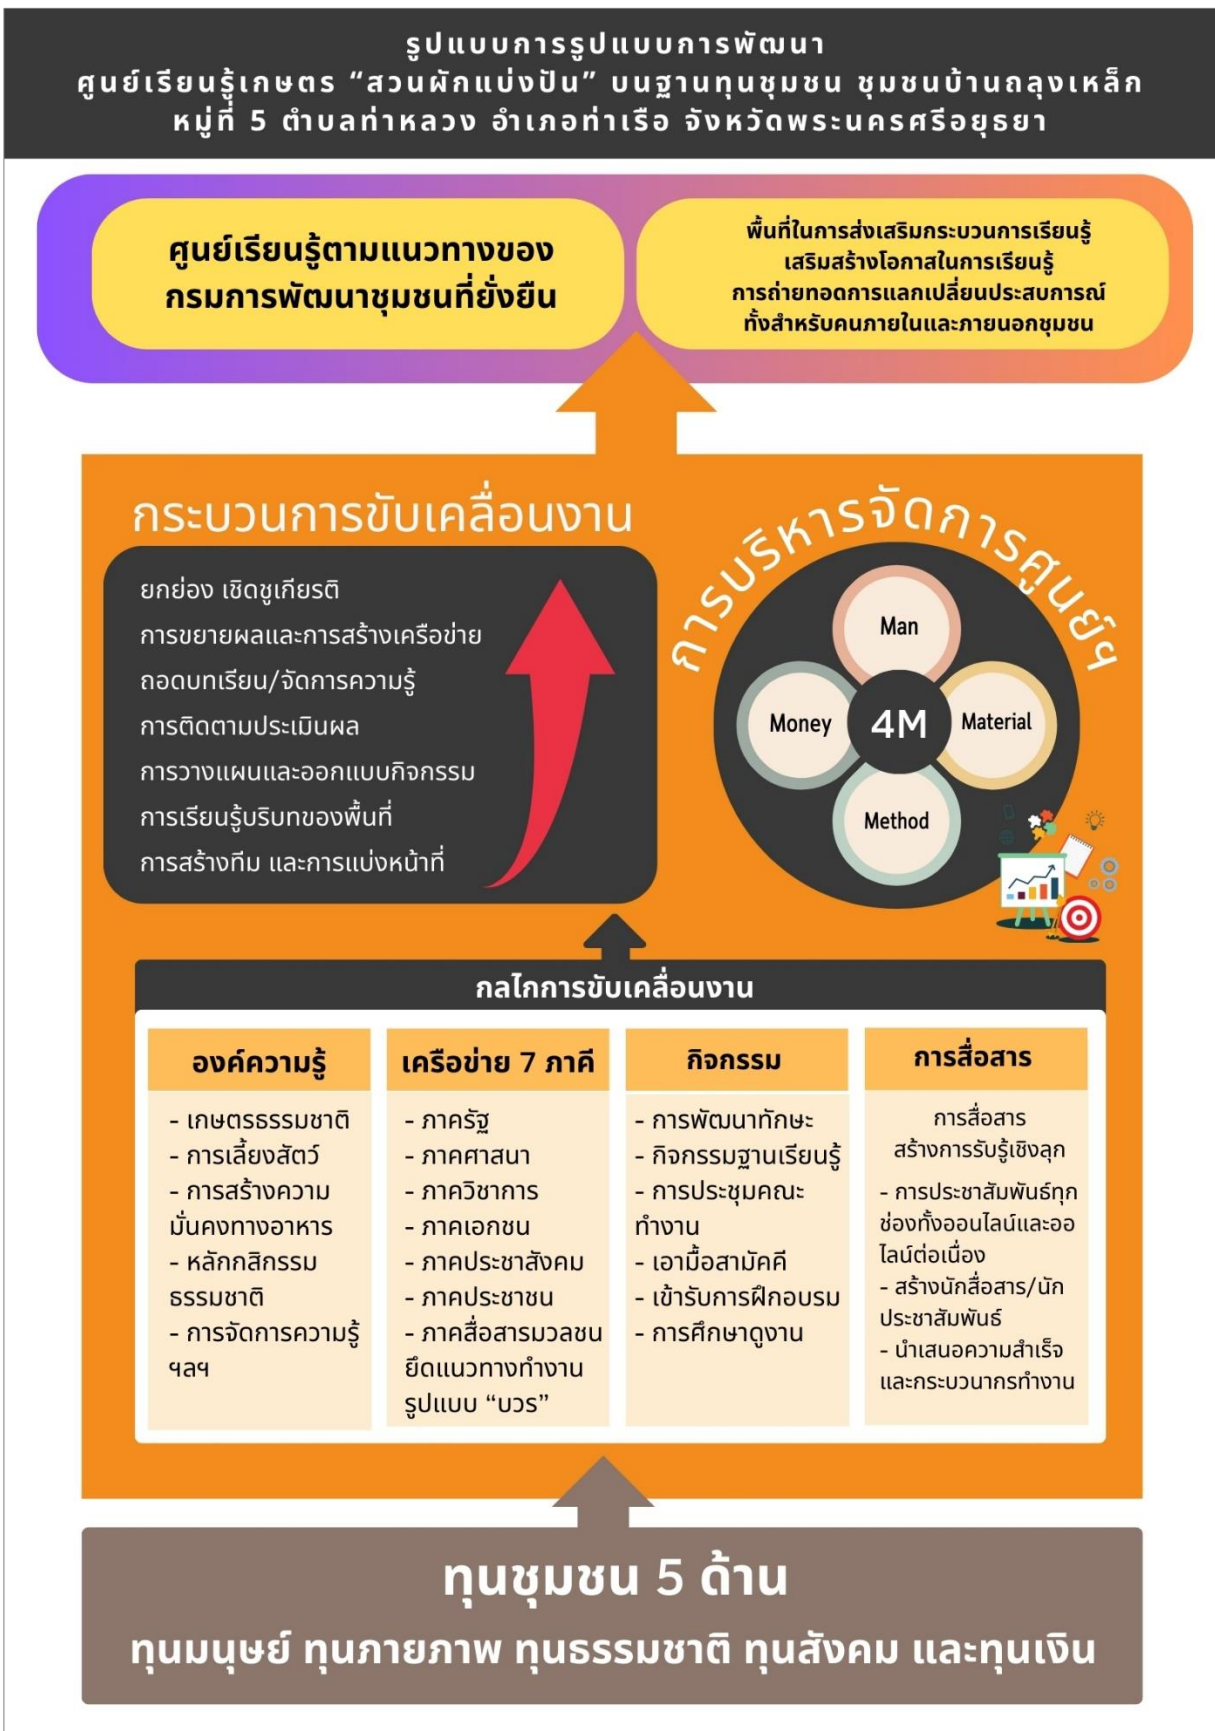 รูปแบบการรูปแบบการพัฒนา
ศูนย์เรียนรู้เกษตร “สวนผักแบ่งปัน” บนฐานทุนชุมชน ชุมชนบ้านถลุงเหล็ก
หมู่ที่ 5 ตำบลท่าหลวง อำเภอท่าเรือ จังหวัดพระนครศรีอยุธยา
ศูนย์เรียนรู้ตามแนวทางของ
กรมการพัฒนาชุมชนที่ยั่งยืน
พื้นที่ในการส่งเสริมกระบวนการเรียนรู้
เสริมสร้างโอกาสในการเรียนรู้
การถ่ายทอดการแลกเปลี่ยนประสบการณ์
ทั้งสำหรับคนภายในและภายนอกชุมชน
กระบวนการขับเคลื่อนงาน
ยกย่อง เชิดชูเกียรติ
การขยายผลและการสร้างเครือข่าย
ถอดบทเรียน/จัดการความรู้
การติดตามประเมินผล
การวางแผนและออกแบบกิจกรรม
การเรียนรู้บริบทของพื้นที่
การสร้างทีม และการแบ่งหน้าที่
การบริหารจัดการศูนย์ฯ
Man
Money
4M
Material
Method
กลไกการขับเคลื่อนงาน
องค์ความรู้
- เกษตรธรรมชาติ
- การเลี้ยงสัตว์
- การสร้างความ
มั่นคงทางอาหาร
- หลักกสิกรรม
ธรรมชาติ
- การจัดการความรู้
ฯลฯ
เครือข่าย 7 ภาคี
- ภาครัฐ
- ภาคศาสนา
- ภาควิชาการ
- ภาคเอกชน
- ภาคประชาสังคม
- ภาคประชาชน
- ภาคสื่อสารมวลชน
ยึดแนวทางทำงาน
รูปแบบ “บวร”
กิจกรรม
- การพัฒนาทักษะ
- กิจกรรมฐานเรียนรู้
- การประชุมคณะ
ทำงาน
- เอามื้อสามัคคี
- เข้ารับการฝึกอบรม
- การศึกษาดูงาน
การสื่อสาร
การสื่อสาร
สร้างการรับรู้เชิงลุก
- การประชาสัมพันธ์ทุก
ช่องทั้งออนไลน์และออ
ไลน์ต่อเนื่อง
- สร้างนักสื่อสาร/นัก
ประชาสัมพันธ์
- นำเสนอความสำเร็จ
และกระบวนากรทำงาน
ทุนชุมชน 5 ด้าน
ทุนมนุษย์ ทุนภายภาพ ทุนธรรมชาติ ทุนสังคม และทุนเงิน